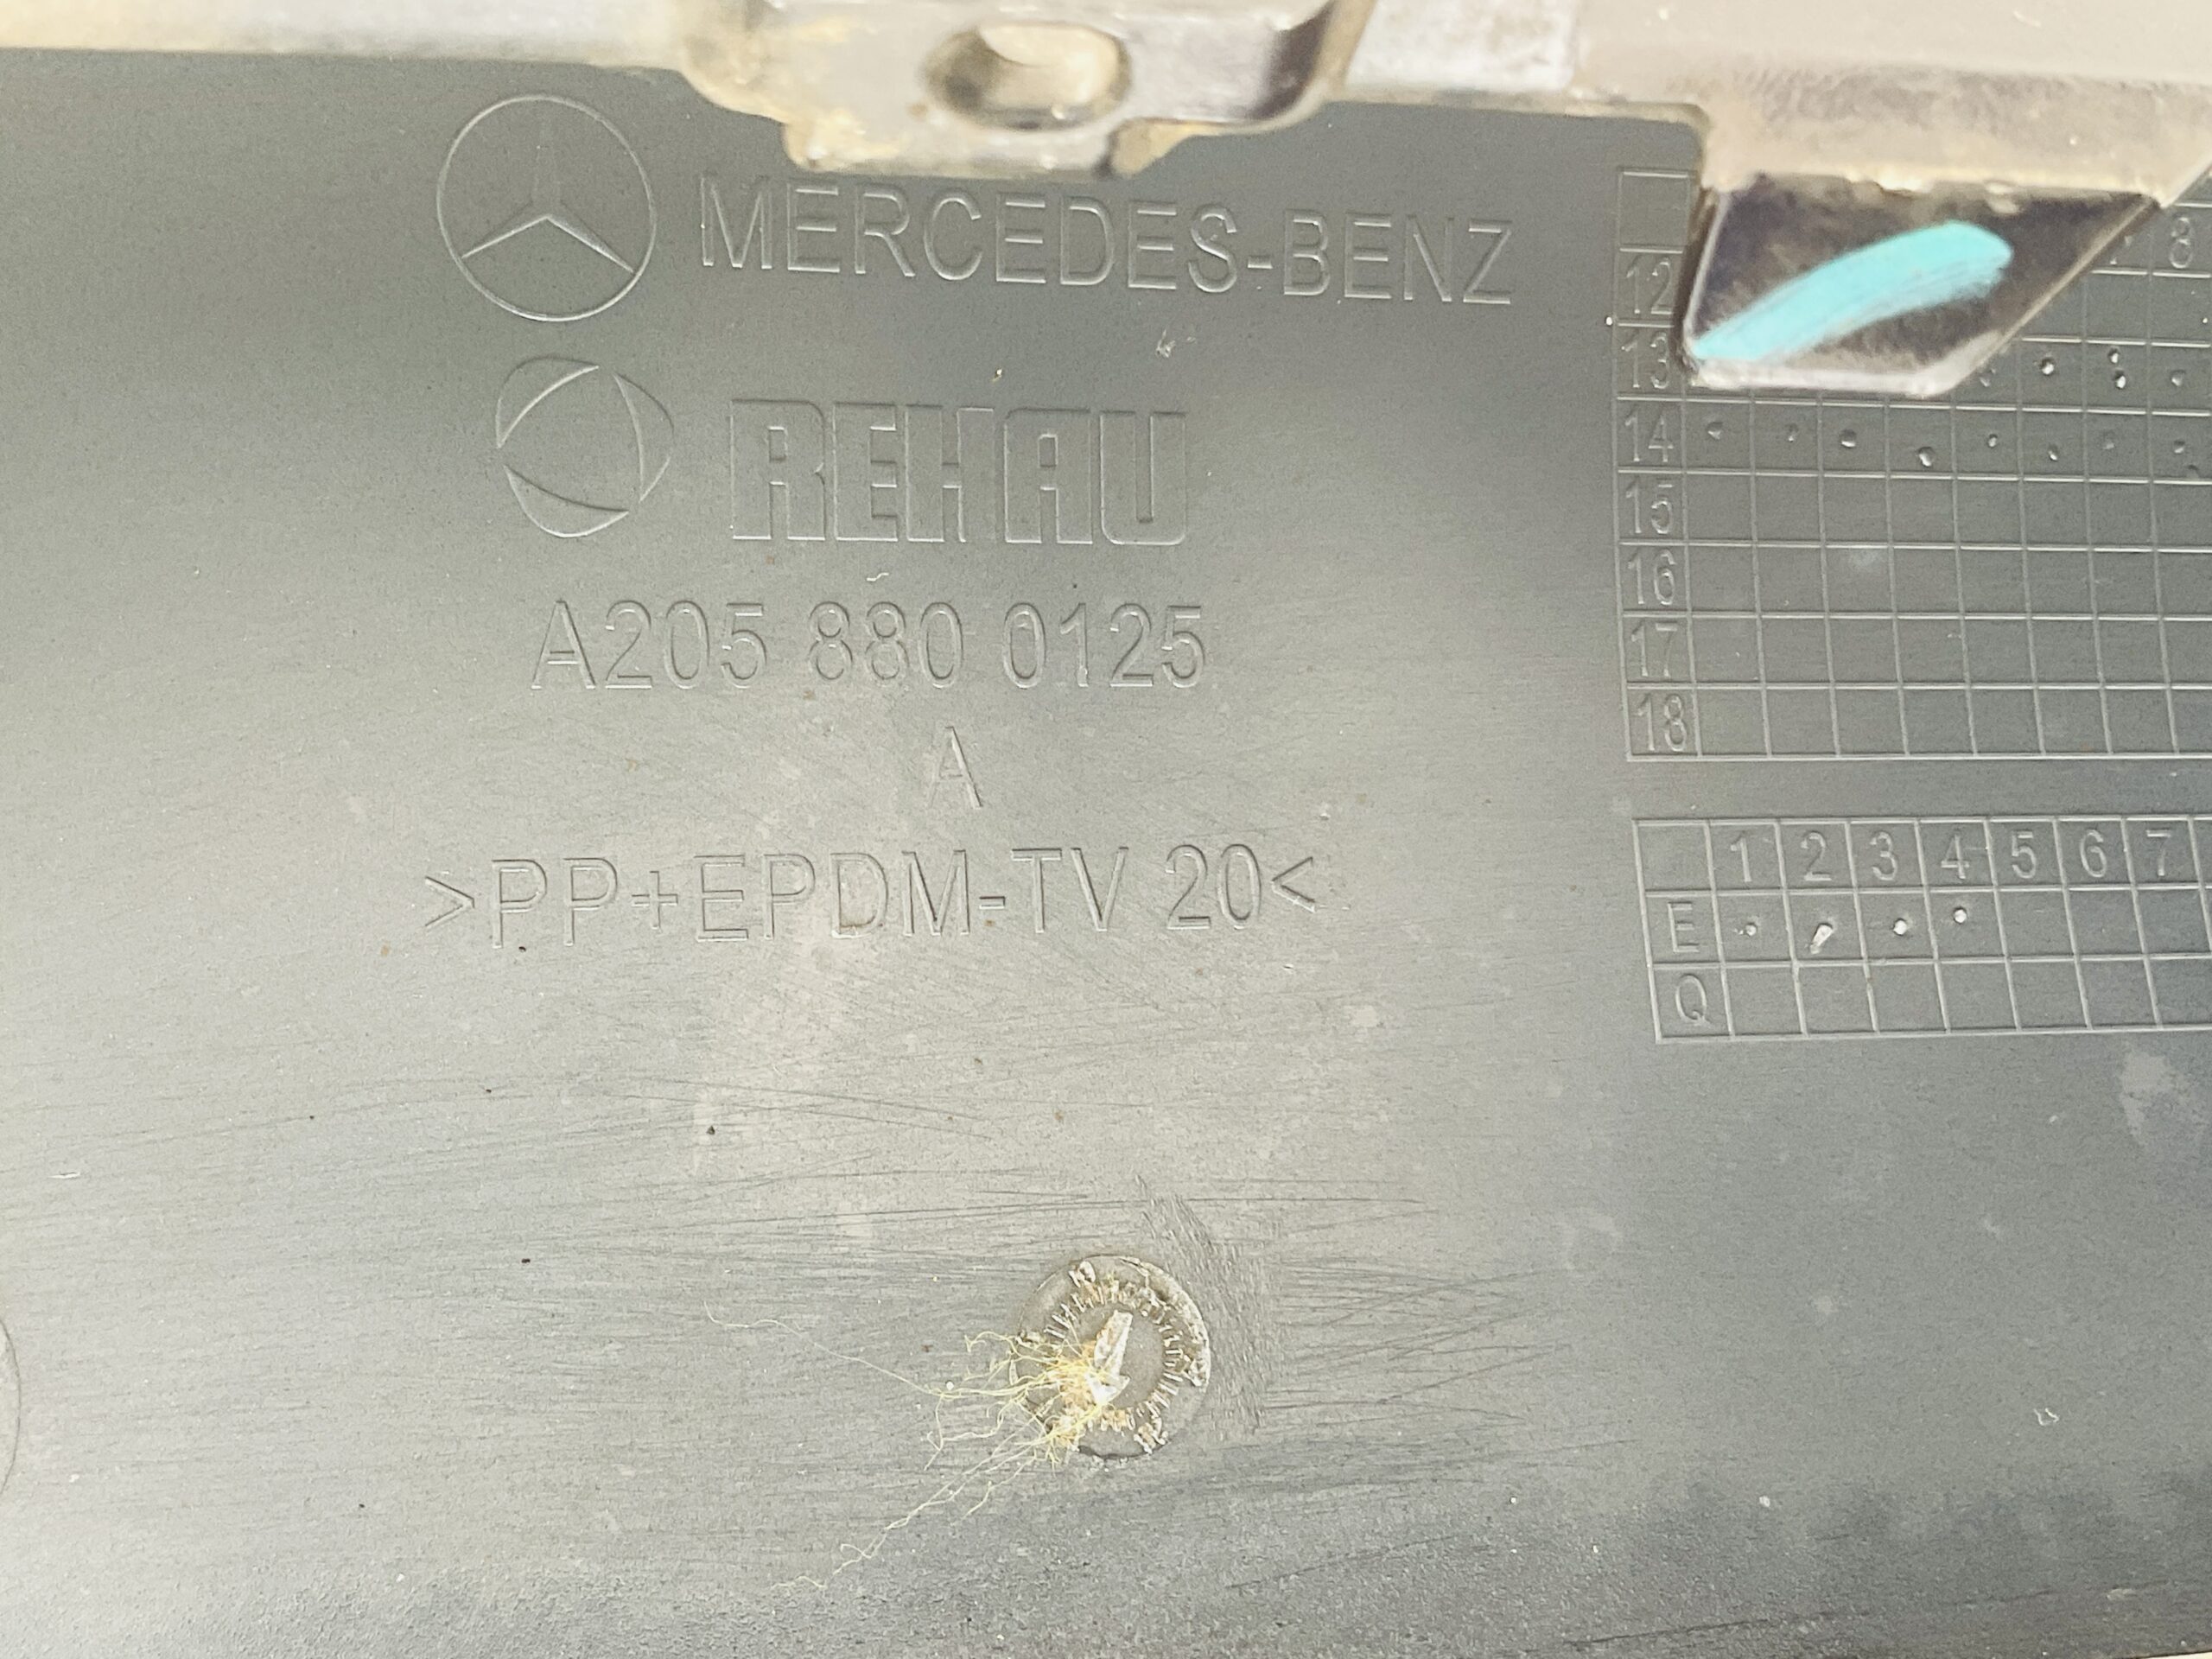 MERCEDES-BENZ
REHAU
A205 880 0125
A
>PP+EPDM-TV 20<
8
12
13
14
15
16
17
18
1 2 3 4 5 6 7
E
Q